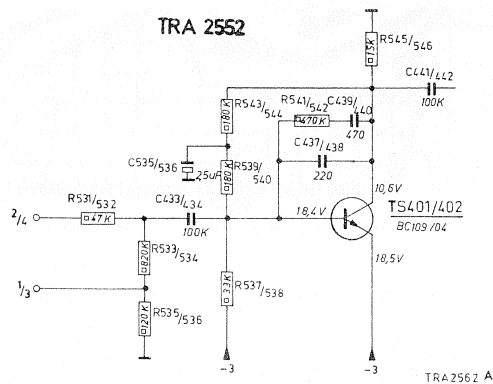 TRA 2552
R545/546
15K
C441/442
100K
R543/544
180K
R541/542
470K
C439/440
470
C437/438
220
C535/536
25uF
R539/540
180K
10,6V
TS401/402
BC109/04
R531/532
47K
C433/434
100K
18,4V
2/4
R533/534
820K
18,5V
R537/538
33K
1/3
R535/536
120K
-3
-3
TRA2562 A